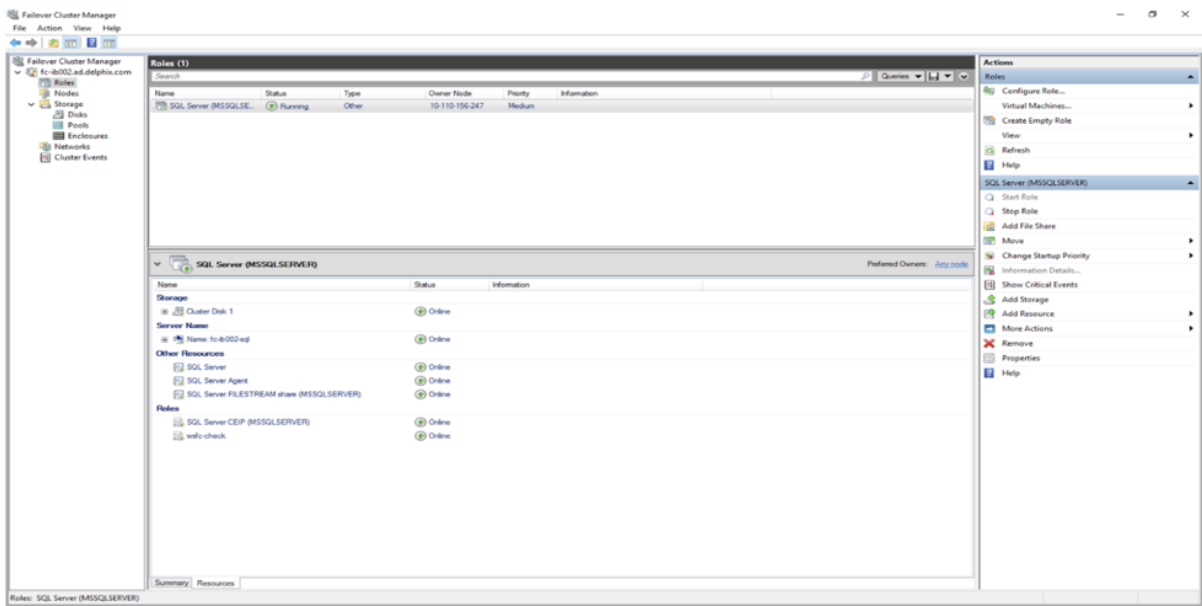 Failover Cluster Manager
File Action View Help
Failover Cluster Manager
fc-ib002.ad.delphix.com
Roles
Nodes
Storage
Disks
Pools
Enclosures
Networks
Cluster Events
Roles (1)
Search
Queries
Name Status Type Owner Node Priority Information
SQL Server (MSSQLSE... Running Other 10-110-156-247 Medium
SQL Server (MSSQLSERVER) Preferred Owners: Any node
Name Status Information
Storage
Cluster Disk 1 Online
Server Name
Name: fc-ib002-sql Online
Other Resources
SQL Server Online
SQL Server Agent Online
SQL Server FILESTREAM share (MSSQLSERVER) Online
Roles
SQL Server CEIP (MSSQLSERVER) Online
wsfc-check Online
Summary Resources
Actions
Roles
Configure Role...
Virtual Machines...
Create Empty Role
View
Refresh
Help
SQL Server (MSSQLSERVER)
Start Role
Stop Role
Add File Share
Move
Change Startup Priority
Information Details...
Show Critical Events
Add Storage
Add Resource
More Actions
Remove
Properties
Help
Roles: SQL Server (MSSQLSERVER)